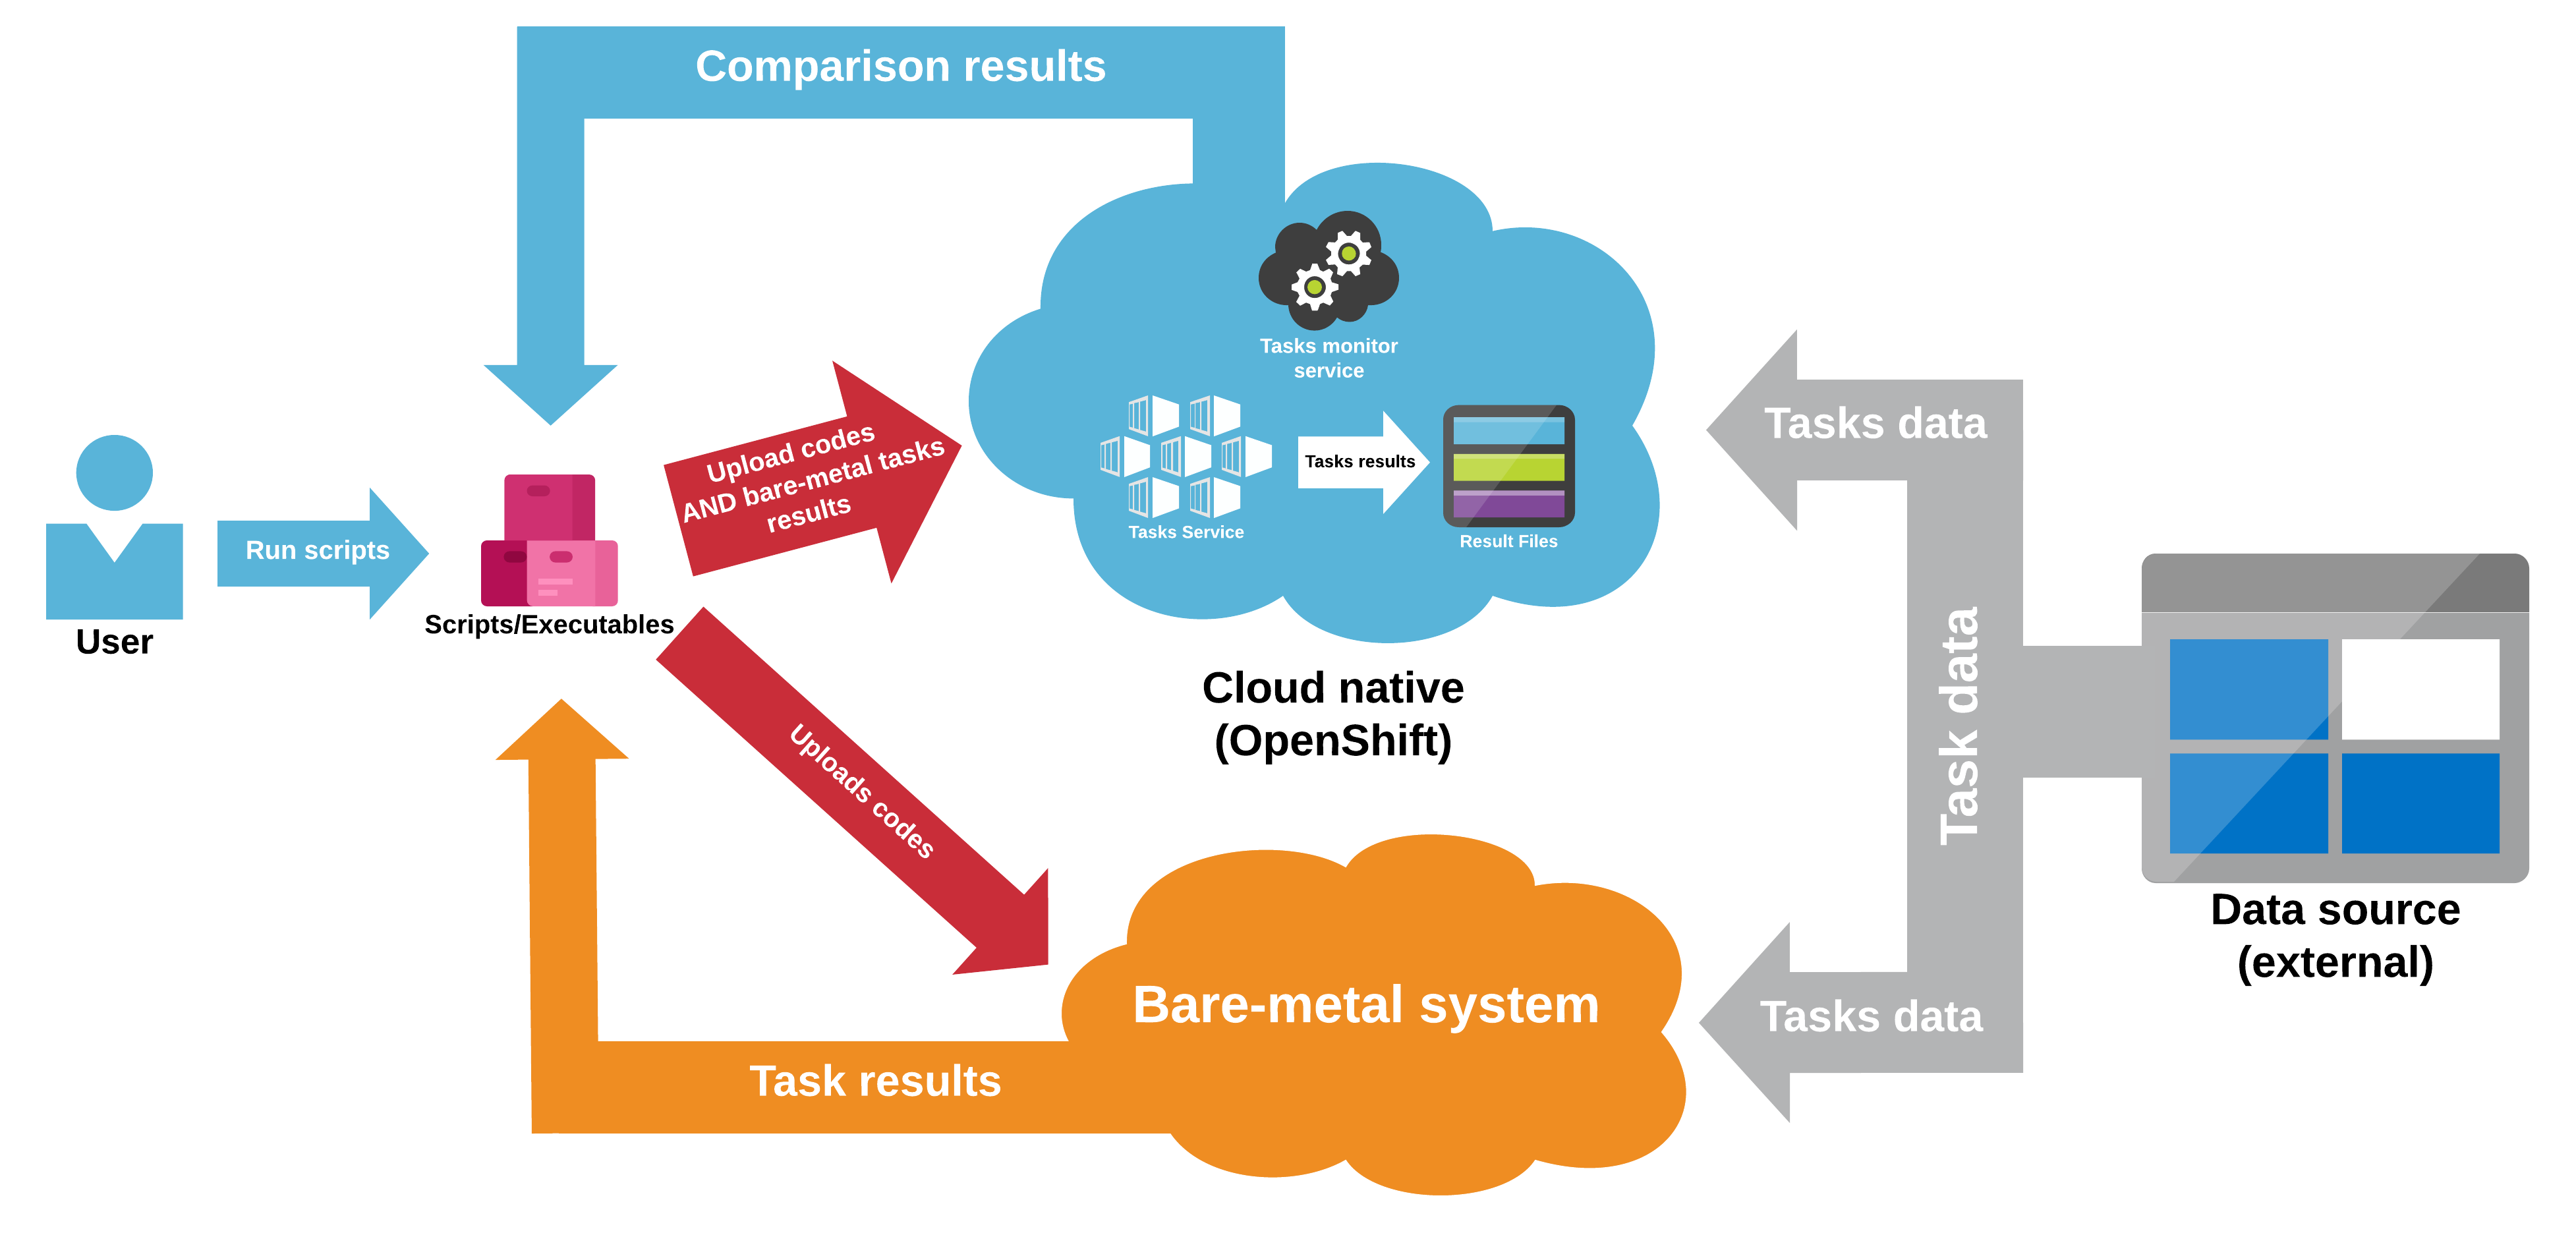 Comparison results
Tasks monitor
service
Upload codes
AND bare-metal tasks
results
Tasks data
Tasks results
Tasks Service
Result Files
Run scripts
Scripts/Executables
User
Cloud native
(OpenShift)
Task data
Uploads codes
Data source
(external)
Bare-metal system
Tasks data
Task results